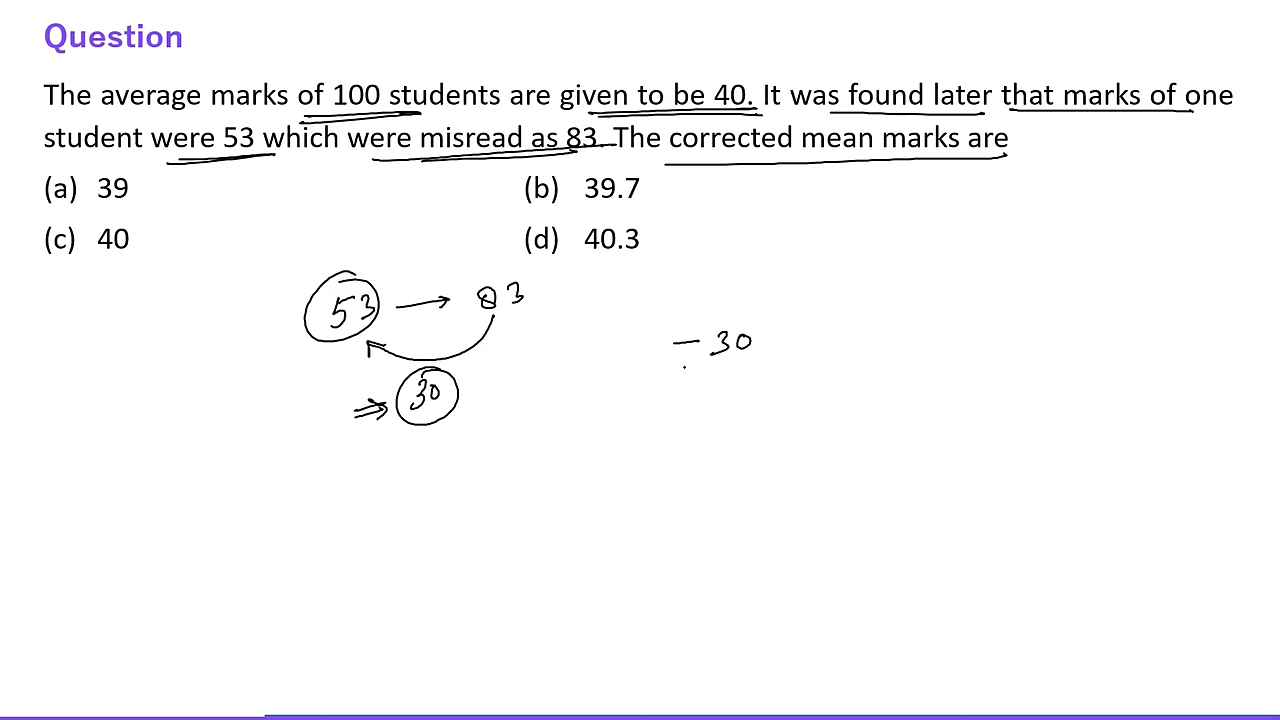 Question
The average marks of 100 students are given to be 40. It was found later that marks of one
student were 53 which were misread as 83. The corrected mean marks are
(a) 39 (b) 39.7
(c) 40 (d) 40.3
53 → 83
– 30
⇒ 30